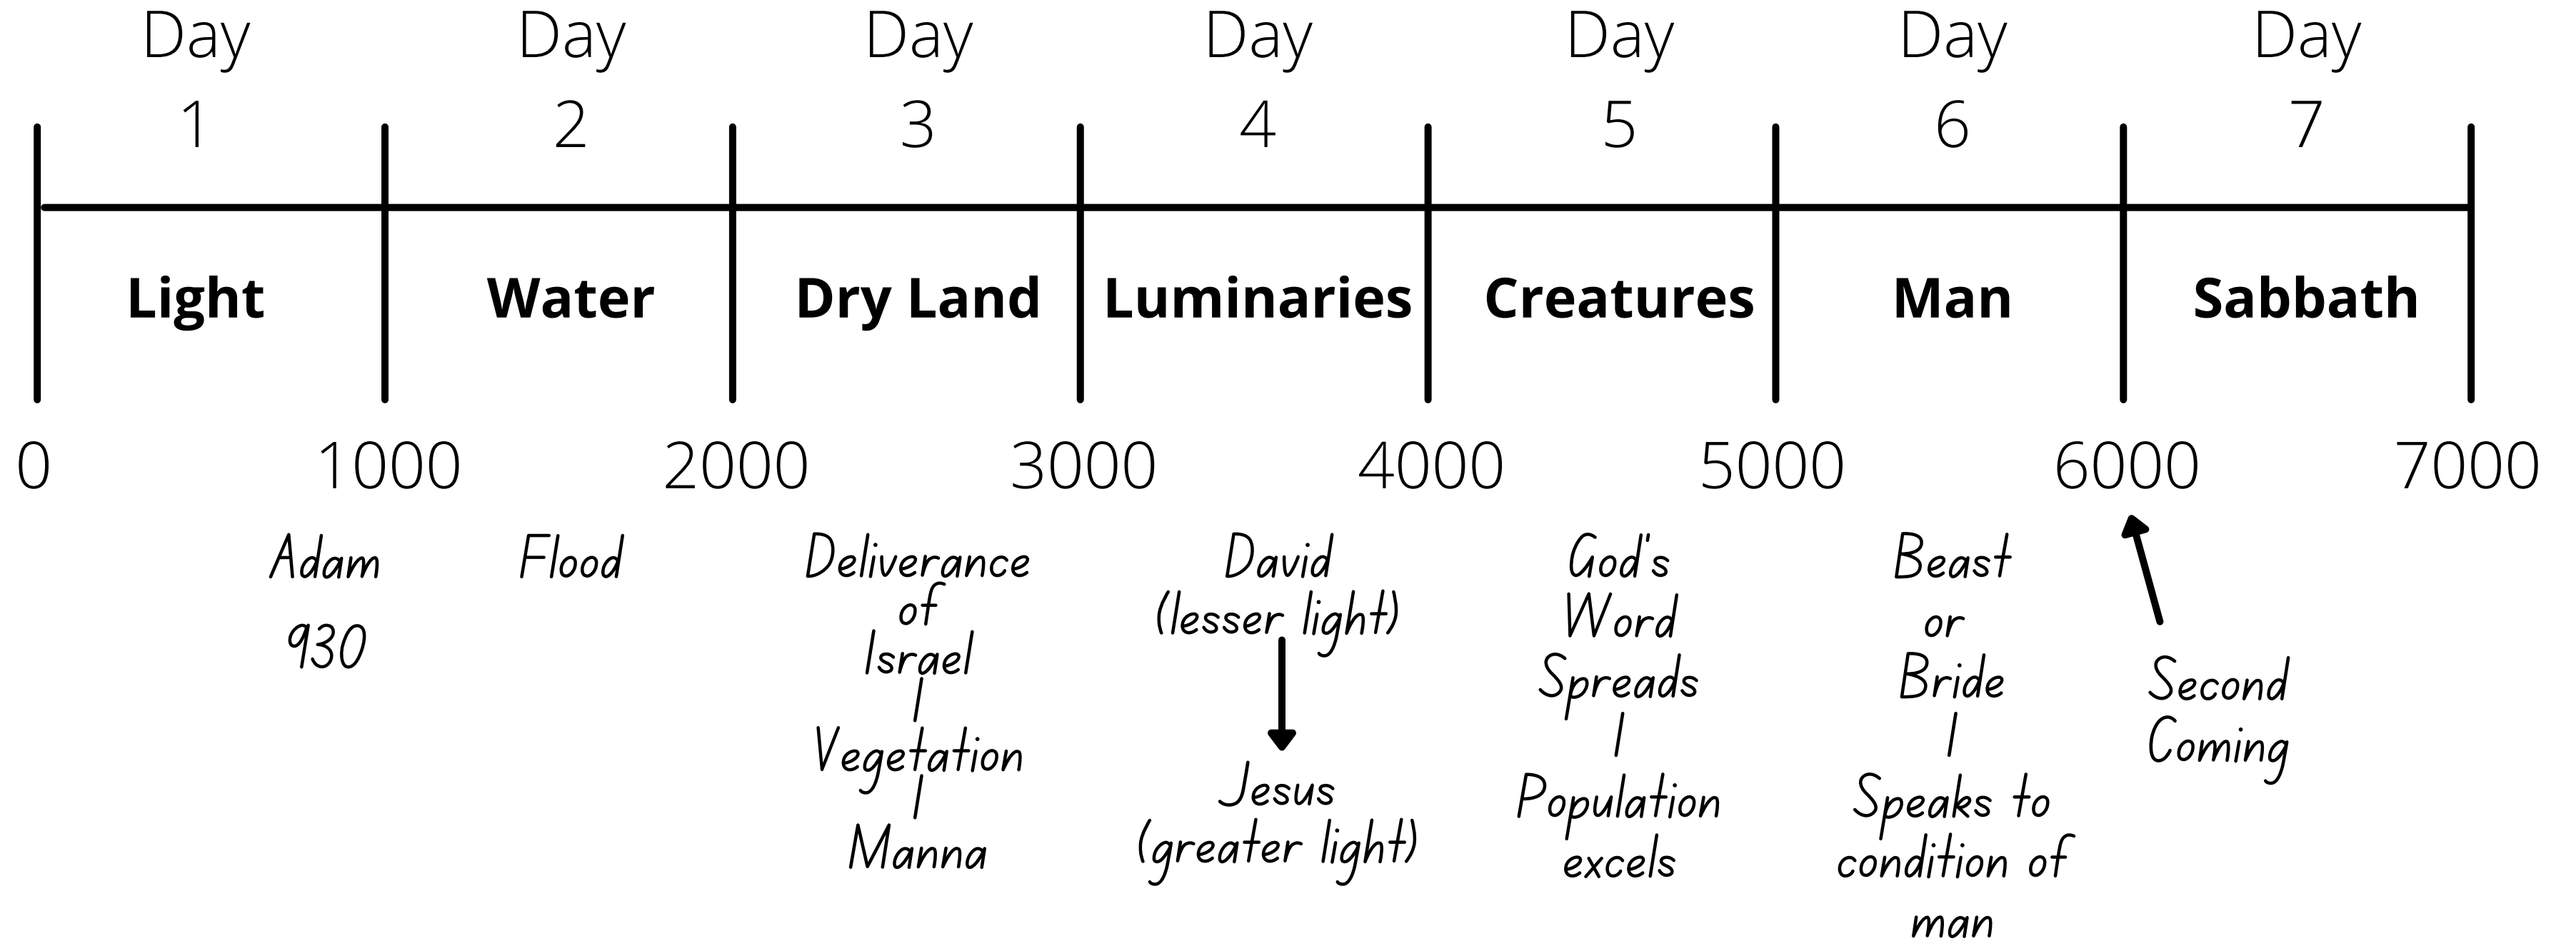 Day Day Day Day Day Day Day
1 2 3 4 5 6 7
Light Water Dry Land Luminaries Creatures Man Sabbath
0 1000 2000 3000 4000 5000 6000 7000
Adam
930
Flood
Deliverance
of
Israel
Vegetation
Manna
David
(lesser light)
Jesus
(greater light)
God's
Word
Spreads
Population
excels
Beast
or
Bride
Speaks to
condition of
man
Second
Coming